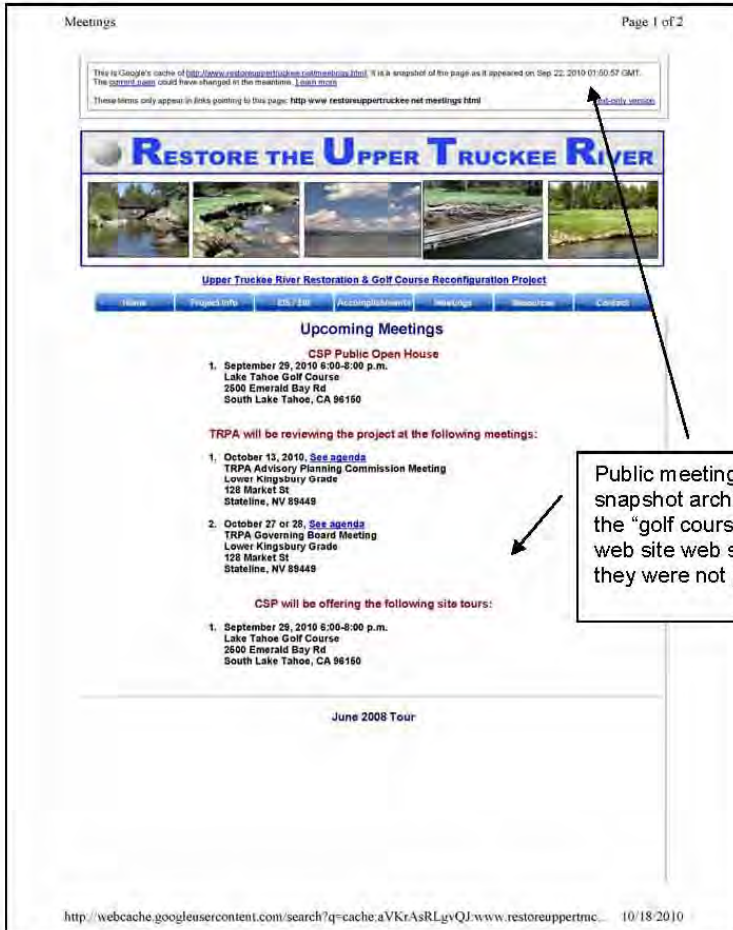 Meetings
Page 1 of 2
This is Google's cache of http://www.restoreuppertruckee.net/meetings.html. It is a snapshot of the page as it appeared on Sep 22, 2010 01:50:57 GMT.
The current page could have changed in the meantime. Learn more
These terms only appear in links pointing to this page: http www restoreuppertruckee net meetings html
text-only version
RESTORE THE UPPER TRUCKEE RIVER
Upper Truckee River Restoration & Golf Course Reconfiguration Project
Home Project Info EIS / EIR Accomplishments Meetings Resources Contact
Upcoming Meetings
CSP Public Open House
1. September 29, 2010 6:00-8:00 p.m.
Lake Tahoe Golf Course
2500 Emerald Bay Rd
South Lake Tahoe, CA 96150
TRPA will be reviewing the project at the following meetings:
1. October 13, 2010, See agenda
TRPA Advisory Planning Commission Meeting
Lower Kingsbury Grade
128 Market St
Stateline, NV 89449
2. October 27 or 28, See agenda
TRPA Governing Board Meeting
Lower Kingsbury Grade
128 Market St
Stateline, NV 89449
CSP will be offering the following site tours:
1. September 29, 2010 6:00-8:00 p.m.
Lake Tahoe Golf Course
2500 Emerald Bay Rd
South Lake Tahoe, CA 96150
June 2008 Tour
Public meeting
snapshot arch
the "golf cours
web site web s
they were not
http://webcache.googleusercontent.com/search?q=cache:aVKrAsRLgvQJ:www.restoreuppertruc... 10/18/2010